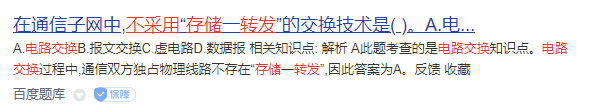 在通信子网中,不采用“存储一转发”的交换技术是( )。A.电...
A.电路交换B.报文交换C.虚电路D.数据报 相关知识点: 解析 A此题考查的是电路交换知识点。电路
交换过程中,通信双方独占物理线路不存在“存储一转发”,因此答案为A。反馈 收藏
百度题库 保障